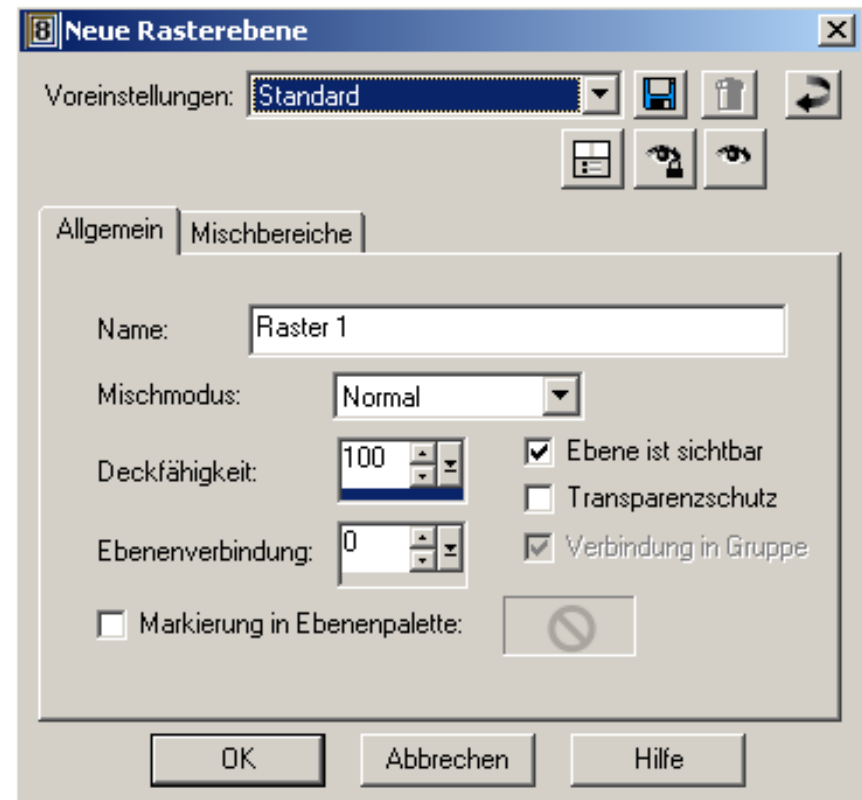 8 Neue Rasterebene
Voreinstellungen: Standard
Allgemein Mischbereiche
Name: Raster 1
Mischmodus: Normal
Deckfähigkeit: 100 Ebene ist sichtbar
Transparenzschutz
Ebenenverbindung: 0 Verbindung in Gruppe
Markierung in Ebenenpalette:
OK Abbrechen Hilfe